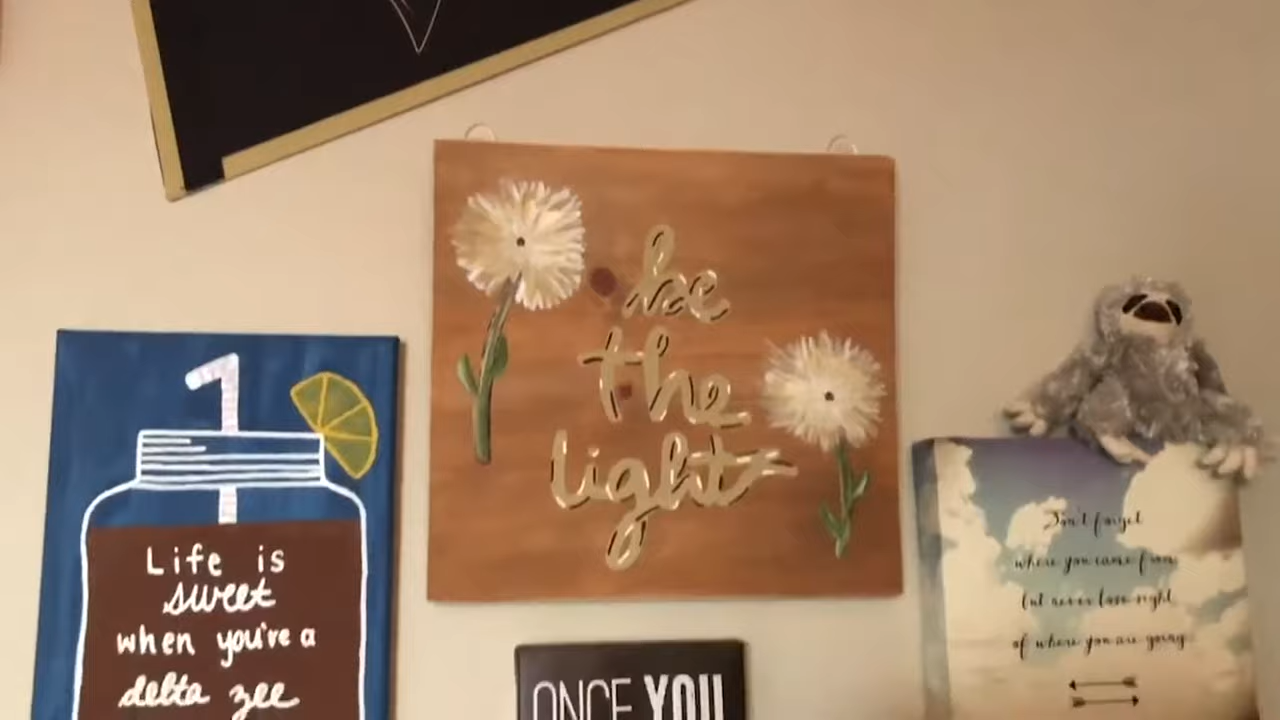 be
the
light
Life is
sweet
when you're a
delta zee
ONCE YOU
Don't forget
where you came from
but never lose sight
of where you are going